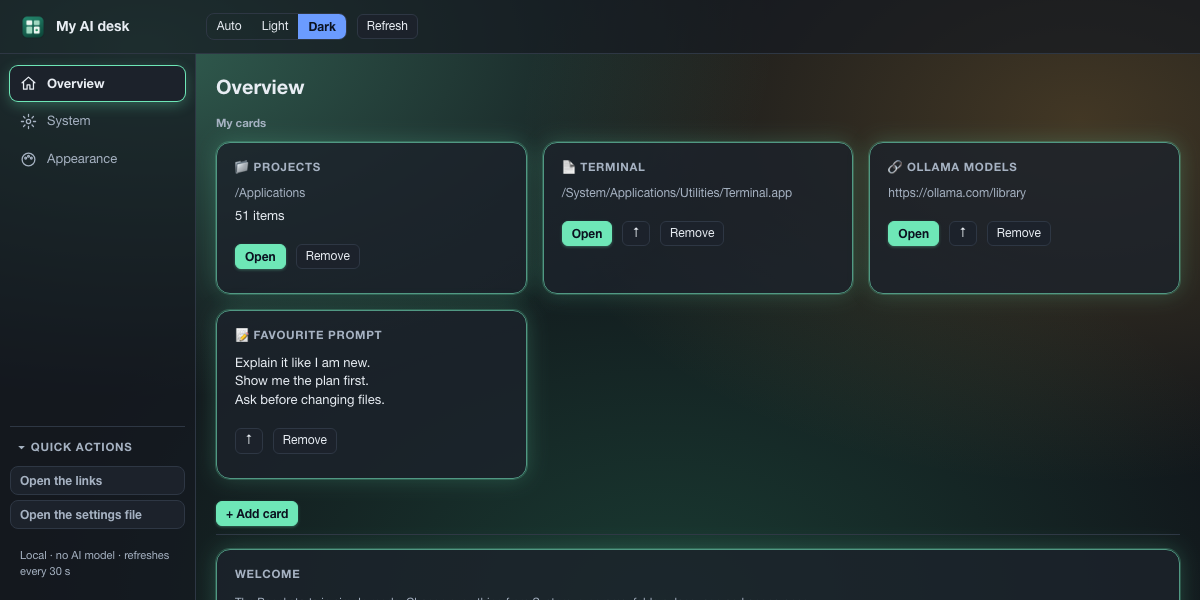 My AI desk
Auto Light Dark Refresh
Overview
System
Appearance
QUICK ACTIONS
Open the links
Open the settings file
Local · no AI model · refreshes
every 30 s
Overview
My cards
PROJECTS
/Applications
51 items
Open Remove
TERMINAL
/System/Applications/Utilities/Terminal.app
Open ↑ Remove
OLLAMA MODELS
https://ollama.com/library
Open ↑ Remove
FAVOURITE PROMPT
Explain it like I am new.
Show me the plan first.
Ask before changing files.
↑ Remove
+ Add card
WELCOME